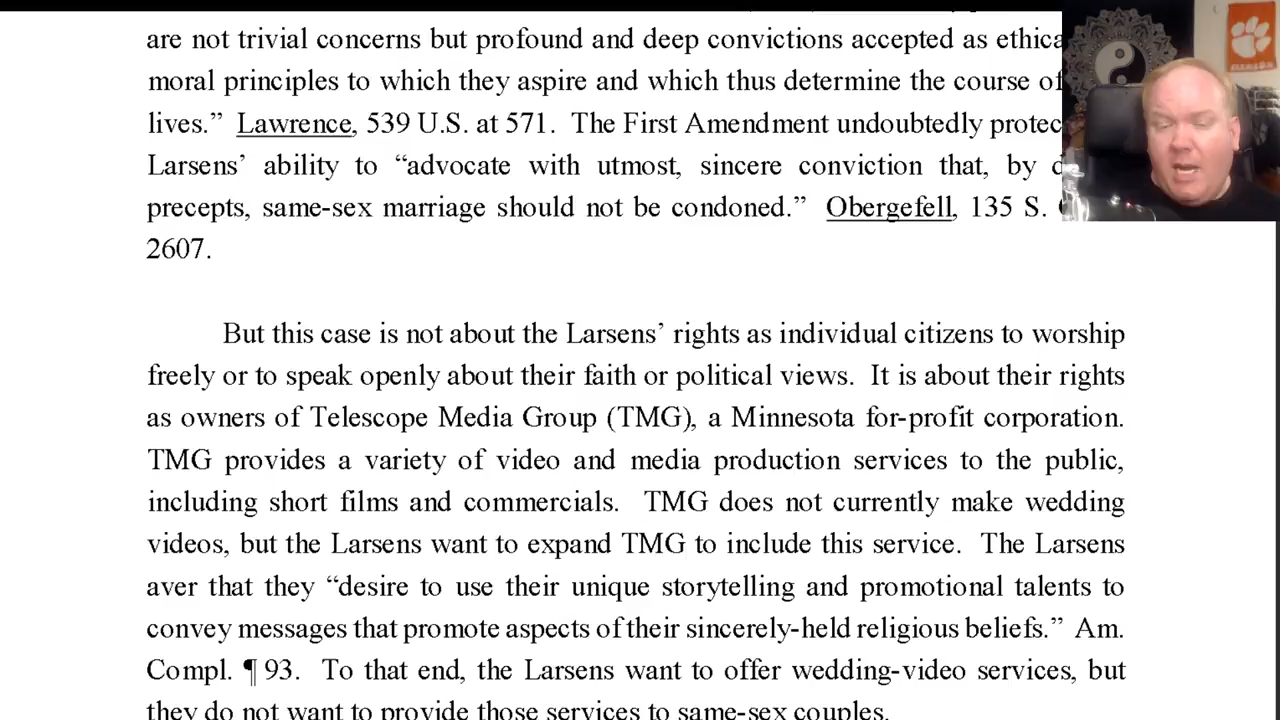 are not trivial concerns but profound and deep convictions accepted as
moral principles to which they aspire and which thus determine the course of
lives.” Lawrence, 539 U.S. at 571. The First Amendment undoubtedly
Larsens’ ability to “advocate with utmost, sincere conviction that, by
precepts, same-sex marriage should not be condoned.” Obergefell, 135 S.
2607.
But this case is not about the Larsens’ rights as individual citizens to worship
freely or to speak openly about their faith or political views. It is about their rights
as owners of Telescope Media Group (TMG), a Minnesota for-profit corporation.
TMG provides a variety of video and media production services to the public,
including short films and commercials. TMG does not currently make wedding
videos, but the Larsens want to expand TMG to include this service. The Larsens
aver that they “desire to use their unique storytelling and promotional talents to
convey messages that promote aspects of their sincerely-held religious beliefs.” Am.
Compl. ¶ 93. To that end, the Larsens want to offer wedding-video services, but
they do not want to provide those services to same-sex couples.